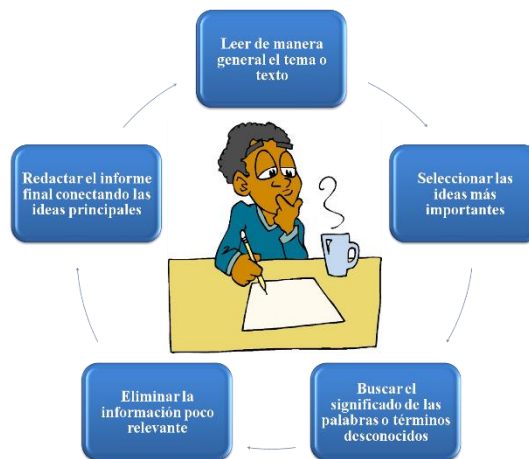 Leer de manera
general el tema o
texto
Seleccionar las
ideas más
importantes
Buscar el
significado de las
palabras o términos
desconocidos
Eliminar la
información poco
relevante
Redactar el informe
final conectando las
ideas principales